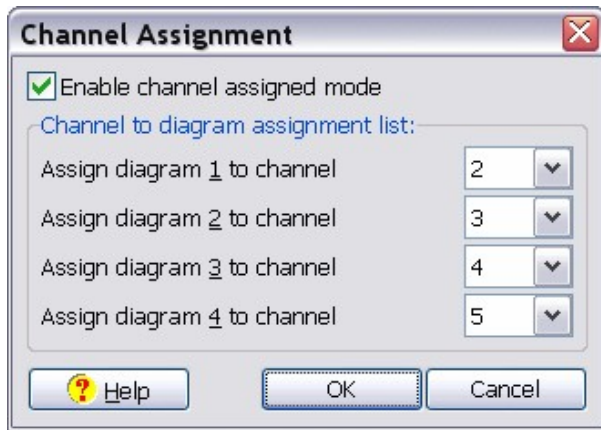 Channel Assignment
Enable channel assigned mode
Channel to diagram assignment list:
Assign diagram 1 to channel 2
Assign diagram 2 to channel 3
Assign diagram 3 to channel 4
Assign diagram 4 to channel 5
Help OK Cancel